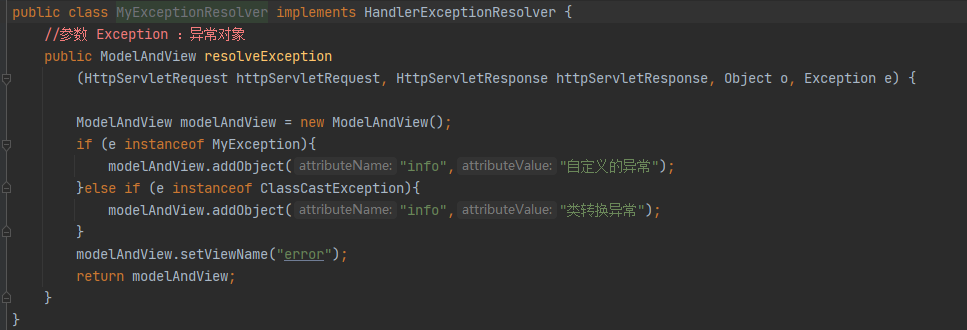 public class MyExceptionResolver implements HandlerExceptionResolver {
//参数 Exception : 异常对象
public ModelAndView resolveException
(HttpServletRequest httpServletRequest, HttpServletResponse httpServletResponse, Object o, Exception e) {
ModelAndView modelAndView = new ModelAndView();
if (e instanceof MyException){
modelAndView.addObject( attributeName: "info", attributeValue: "自定义的异常");
}else if (e instanceof ClassCastException){
modelAndView.addObject( attributeName: "info", attributeValue: "类转换异常");
}
modelAndView.setViewName("error");
return modelAndView;
}
}